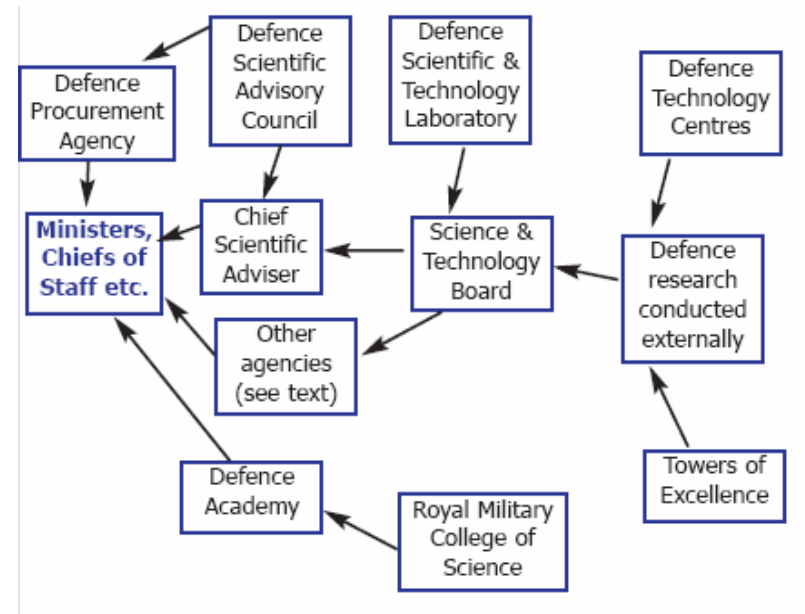 Defence
Scientific
Advisory
Council
Defence
Scientific &
Technology
Laboratory
Defence
Technology
Centres
Defence
Procurement
Agency
Ministers,
Chiefs of
Staff etc.
Chief
Scientific
Adviser
Science &
Technology
Board
Defence
research
conducted
externally
Other
agencies
(see text)
Defence
Academy
Royal Military
College of
Science
Towers of
Excellence